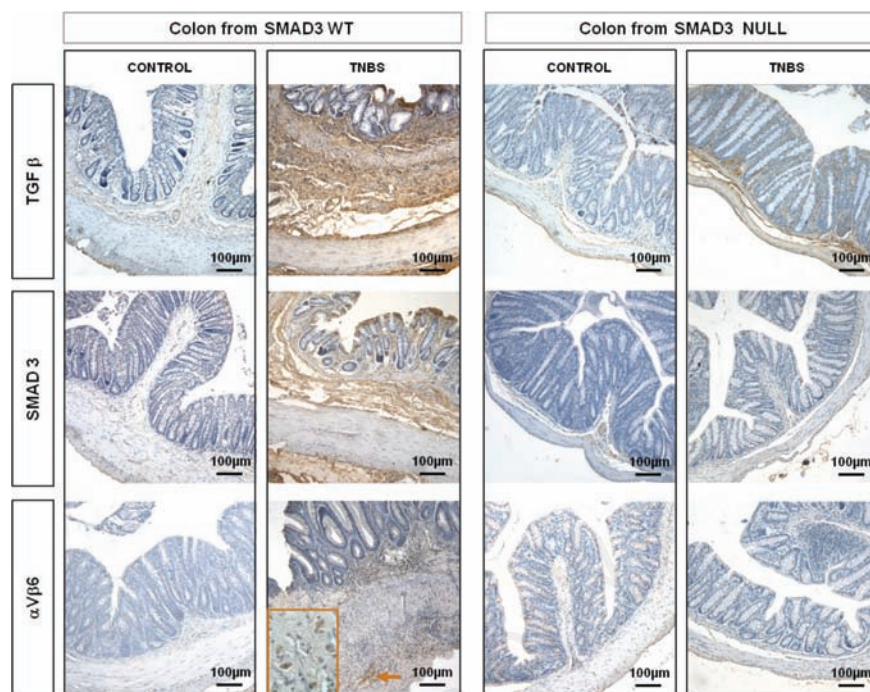 Colon from SMAD3 WT
Colon from SMAD3 NULL
CONTROL
TNBS
CONTROL
TNBS
TGF β
100µm
100µm
100µm
100µm
SMAD 3
100µm
100µm
100µm
100µm
αVβ6
100µm
100µm
100µm
100µm